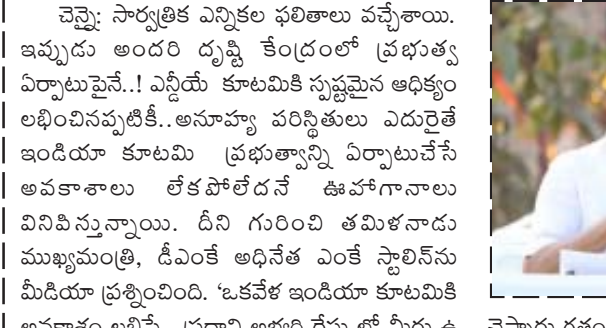 చెన్నై: సార్వత్రిక ఎన్నికల ఫలితాలు వచ్చేశాయి.
ఇప్పుడు అందరి దృష్టి కేంద్రంలో ప్రభుత్వ
ఏర్పాటుపైనే..! ఎన్డీయే కూటమికి స్పష్టమైన ఆధిక్యం
లభించినప్పటికీ..అనూహ్య పరిస్థితులు ఎదురైతే
ఇండియా కూటమి ప్రభుత్వాన్ని ఏర్పాటుచేసే
అవకాశాలు లేకపోలేదనే ఊహాగానాలు
వినిపిస్తున్నాయి. దీని గురించి తమిళనాడు
ముఖ్యమంత్రి, డీఎంకే అధినేత ఎంకే స్టాలిన్‌ను
మీడియా ప్రశ్నించింది. ‘ఒకవేళ ఇండియా కూటమికి